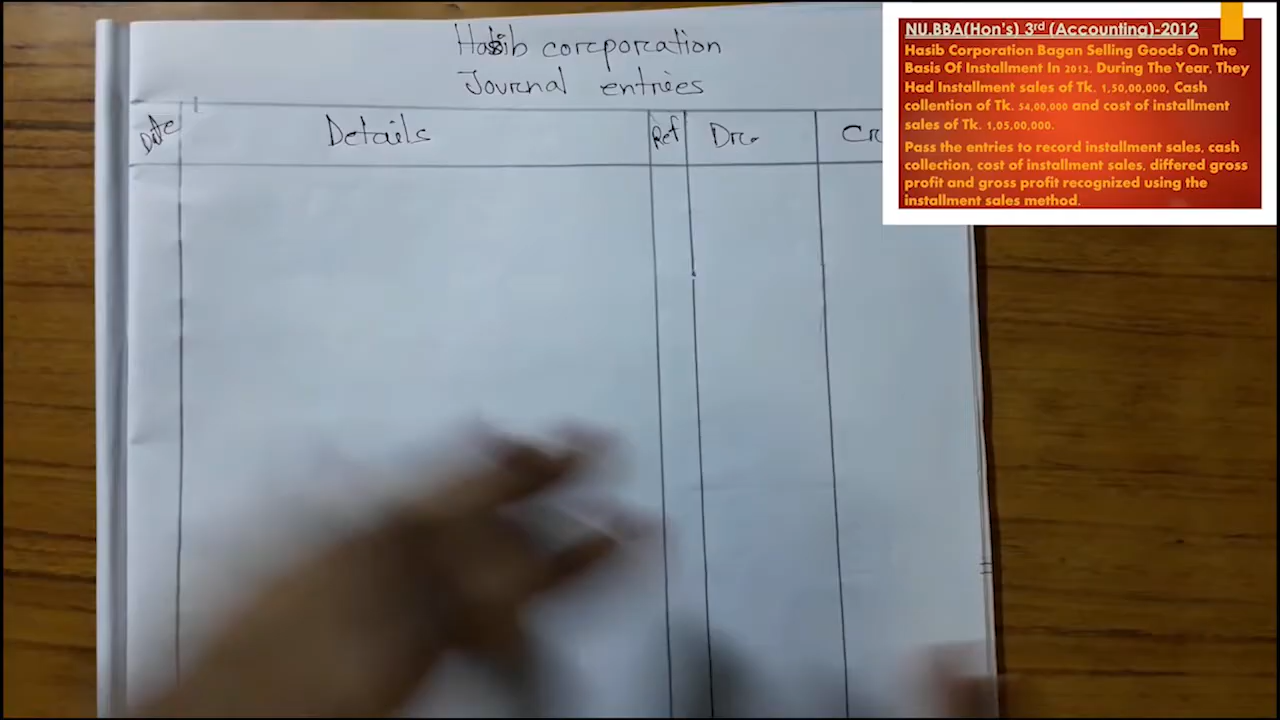 Hasib corporation
Journal entries
Date
Details
Ref
Dr.
Cr
NU.BBA(Hon's) 3rd (Accounting)-2012
Hasib Corporation Bagan Selling Goods On The
Basis Of Installment In 2012. During The Year, They
Had Installment sales of Tk. 1,50,00,000, Cash
collention of Tk. 54,00,000 and cost of installment
sales of Tk. 1,05,00,000.
Pass the entries to record installment sales, cash
collection, cost of installment sales, differed gross
profit and gross profit recognized using the
installment sales method.